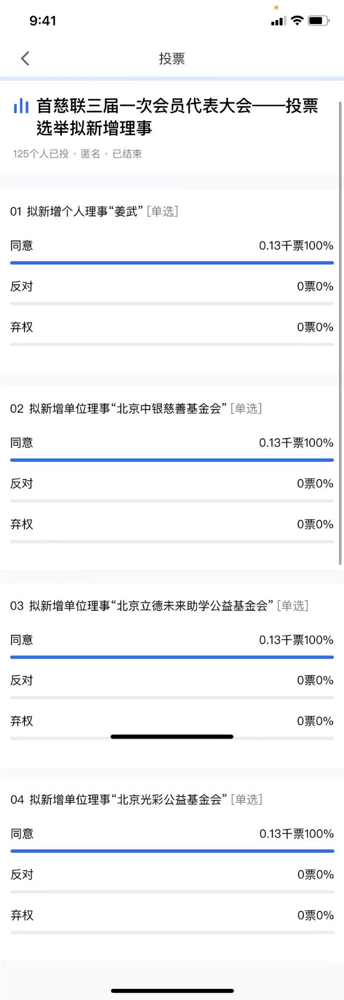 9:41
投票
首慈联三届一次会员代表大会——投票
选举拟新增理事
125个人已投 · 匿名 · 已结束
01 拟新增个人理事“姜武” [单选]
同意 0.13千票100%
反对 0票0%
弃权 0票0%
02 拟新增单位理事“北京中银慈善基金会” [单选]
同意 0.13千票100%
反对 0票0%
弃权 0票0%
03 拟新增单位理事“北京立德未来助学公益基金会” [单选]
同意 0.13千票100%
反对 0票0%
弃权 0票0%
04 拟新增单位理事“北京光彩公益基金会” [单选]
同意 0.13千票100%
反对 0票0%
弃权 0票0%